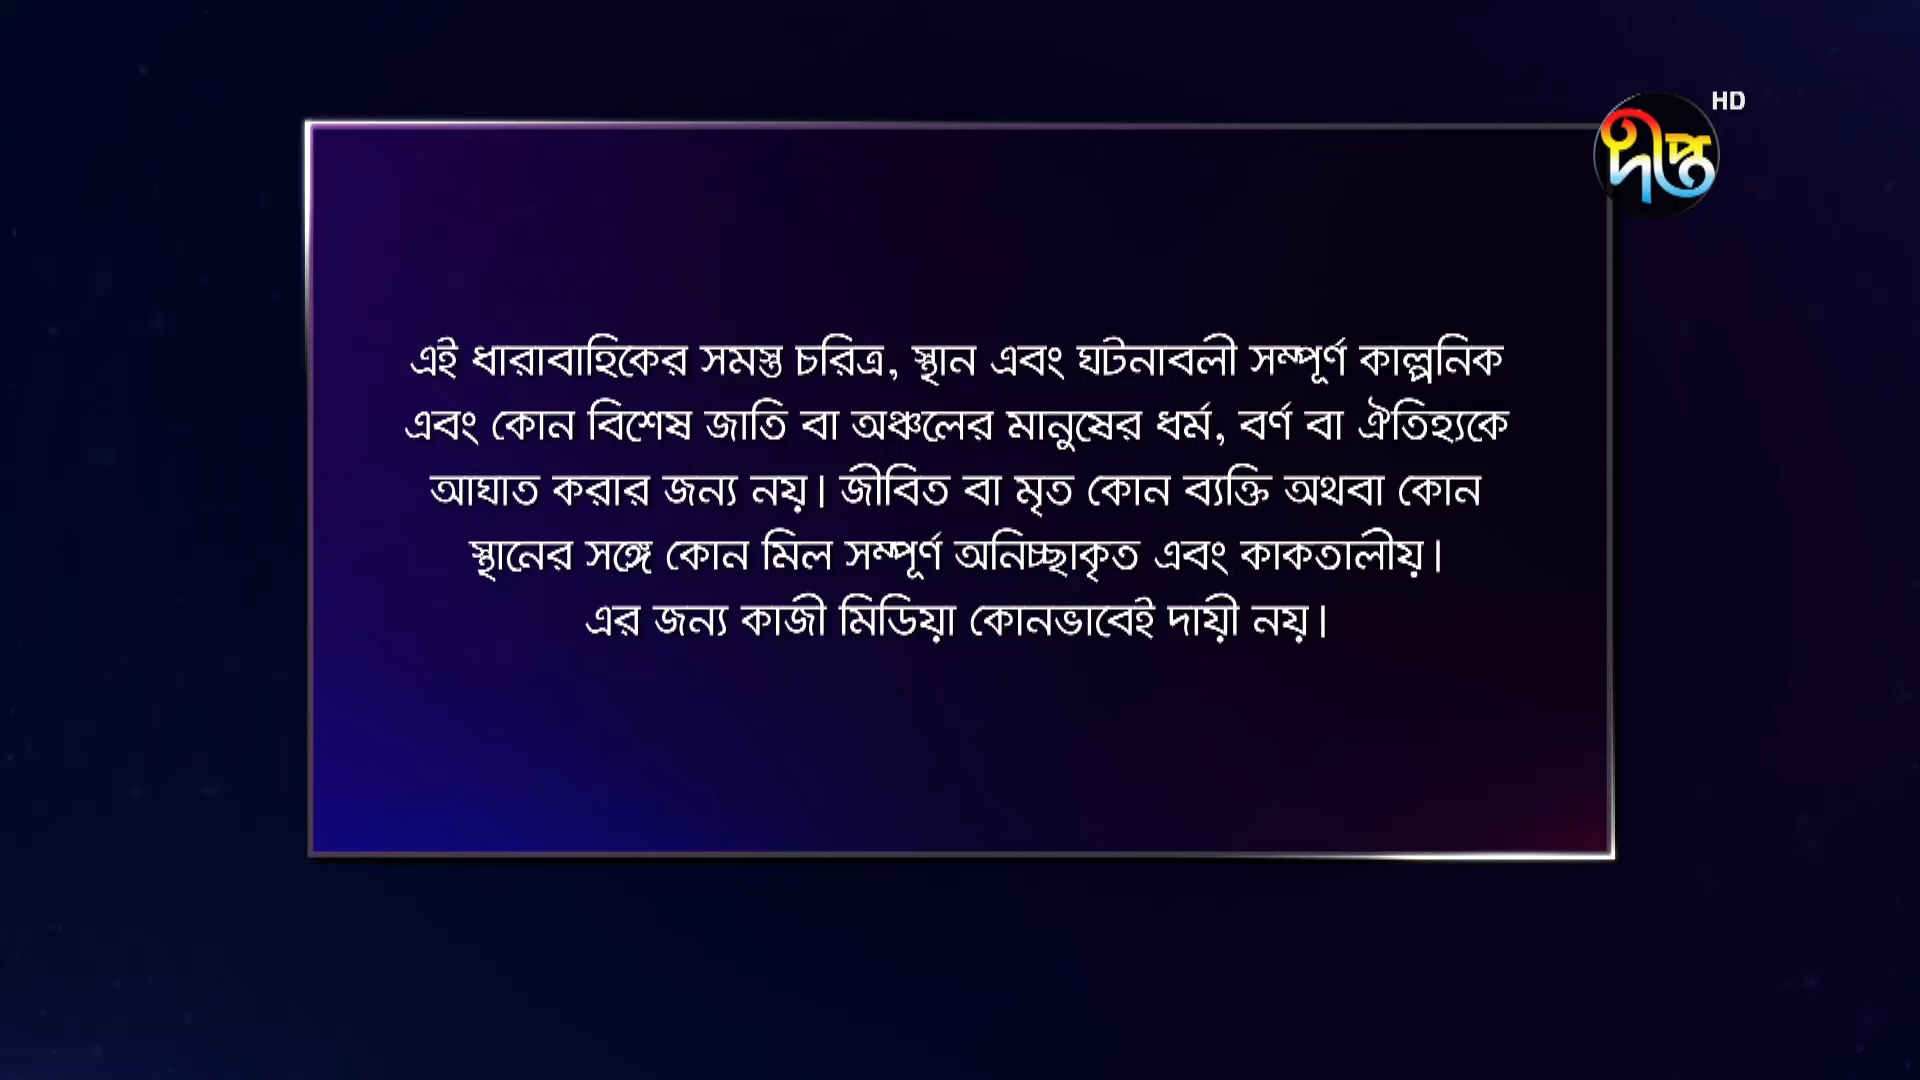 HD
দীপ্ত
এই ধারাবাহিকের সমস্ত চরিত্র, স্থান এবং ঘটনাবলী সম্পূর্ণ কাল্পনিক
এবং কোন বিশেষ জাতি বা অঞ্চলের মানুষের ধর্ম, বর্ণ বা ঐতিহ্যকে
আঘাত করার জন্য নয়। জীবিত বা মৃত কোন ব্যক্তি অথবা কোন
স্থানের সঙ্গে কোন মিল সম্পূর্ণ অনিচ্ছাকৃত এবং কাকতালীয়।
এর জন্য কাজী মিডিয়া কোনভাবেই দায়ী নয়।